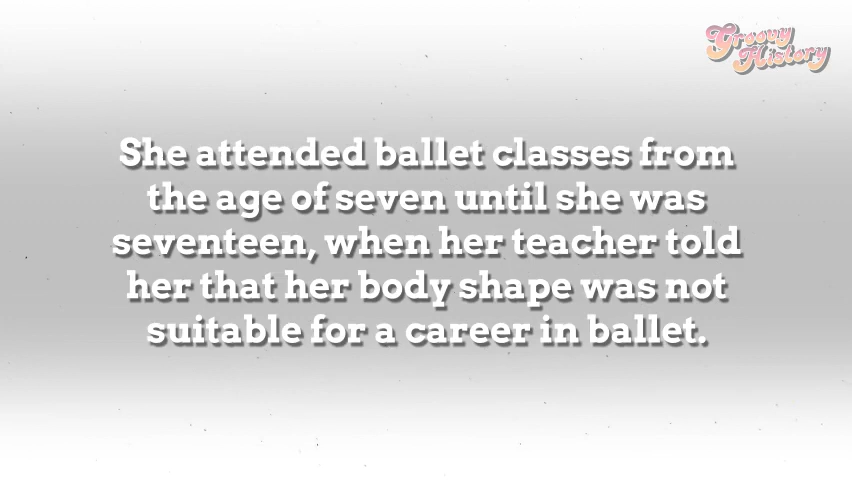 Groovy
History
She attended ballet classes from
the age of seven until she was
seventeen, when her teacher told
her that her body shape was not
suitable for a career in ballet.